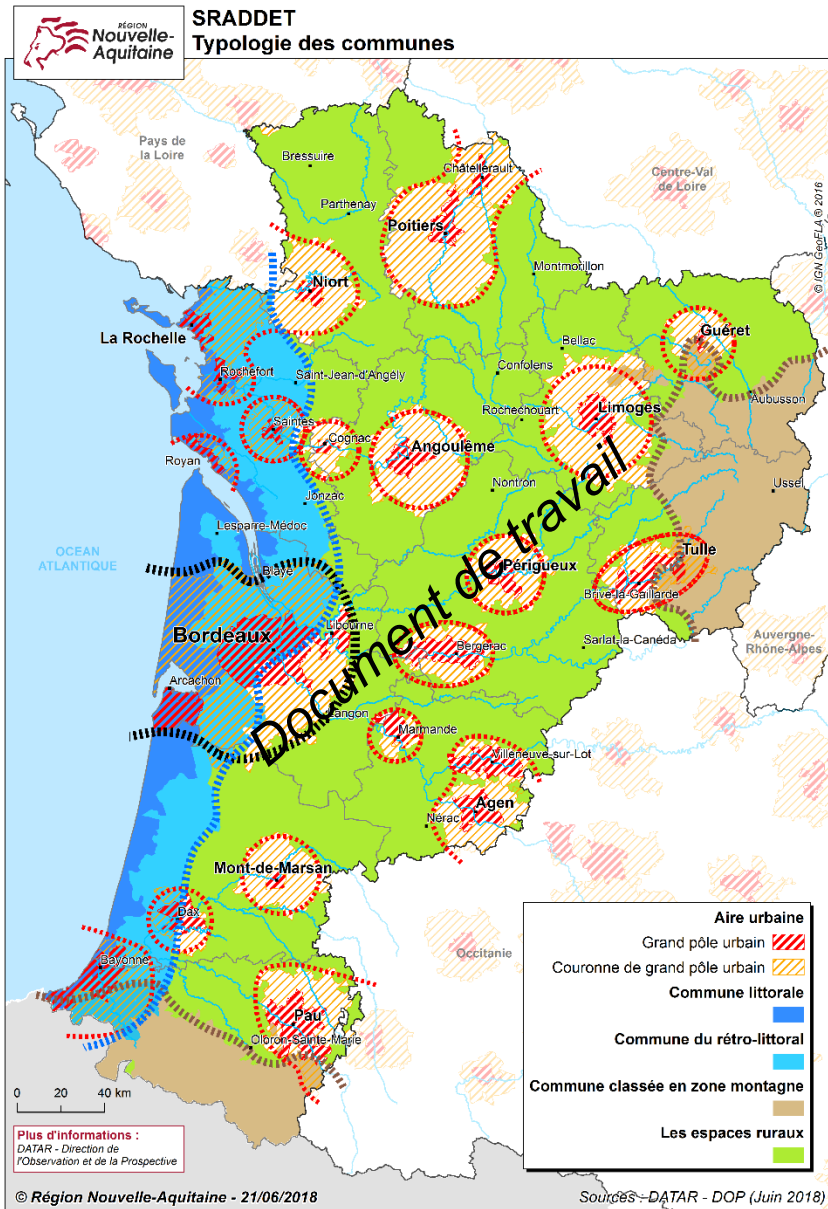 RÉGION
Nouvelle-
Aquitaine
SRADDET
Typologie des communes
Pays de
la Loire
Bressuire
Châtellerault
Centre-Val
de Loire
Parthenay
Poitiers
© IGN GeoFLA ® 2016
Montmorillon
Niort
La Rochelle
Guéret
Bellac
Rochefort
Saint-Jean-d'Angély
Confolens
Aubusson
Rochechouart
Limoges
Saintes
Cognac
Angoulême
Royan
Nontron
Ussel
Jonzac
Lesparre-Médoc
OCEAN
ATLANTIQUE
Document de travail
Tulle
Périgueux
Blaye
Brive-la-Gaillarde
Libourne
Bordeaux
Bergerac
Sarlat-la-Canéda
Auvergne-
Rhône-Alpes
Arcachon
Langon
Marmande
Villeneuve-sur-Lot
Agen
Nérac
Mont-de-Marsan
Dax
Occitanie
Bayonne
Pau
Oloron-Sainte-Marie
Aire urbaine
Grand pôle urbain
Couronne de grand pôle urbain
Commune littorale
Commune du rétro-littoral
Commune classée en zone montagne
Les espaces ruraux
0 20 40 km
Plus d'informations :
DATAR - Direction de
l'Observation et de la Prospective
© Région Nouvelle-Aquitaine - 21/06/2018
Sources : DATAR - DOP (Juin 2018)